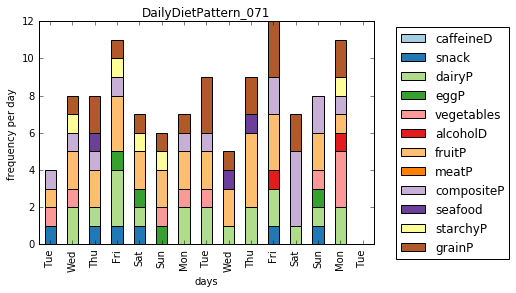 DailyDietPattern_071
frequency per day
12
10
8
6
4
2
0
Tue Wed Thu Fri Sat Sun Mon Tue Wed Thu Fri Sat Sun Mon Tue
days
caffeineD
snack
dairyP
eggP
vegetables
alcoholD
fruitP
meatP
compositeP
seafood
starchyP
grainP